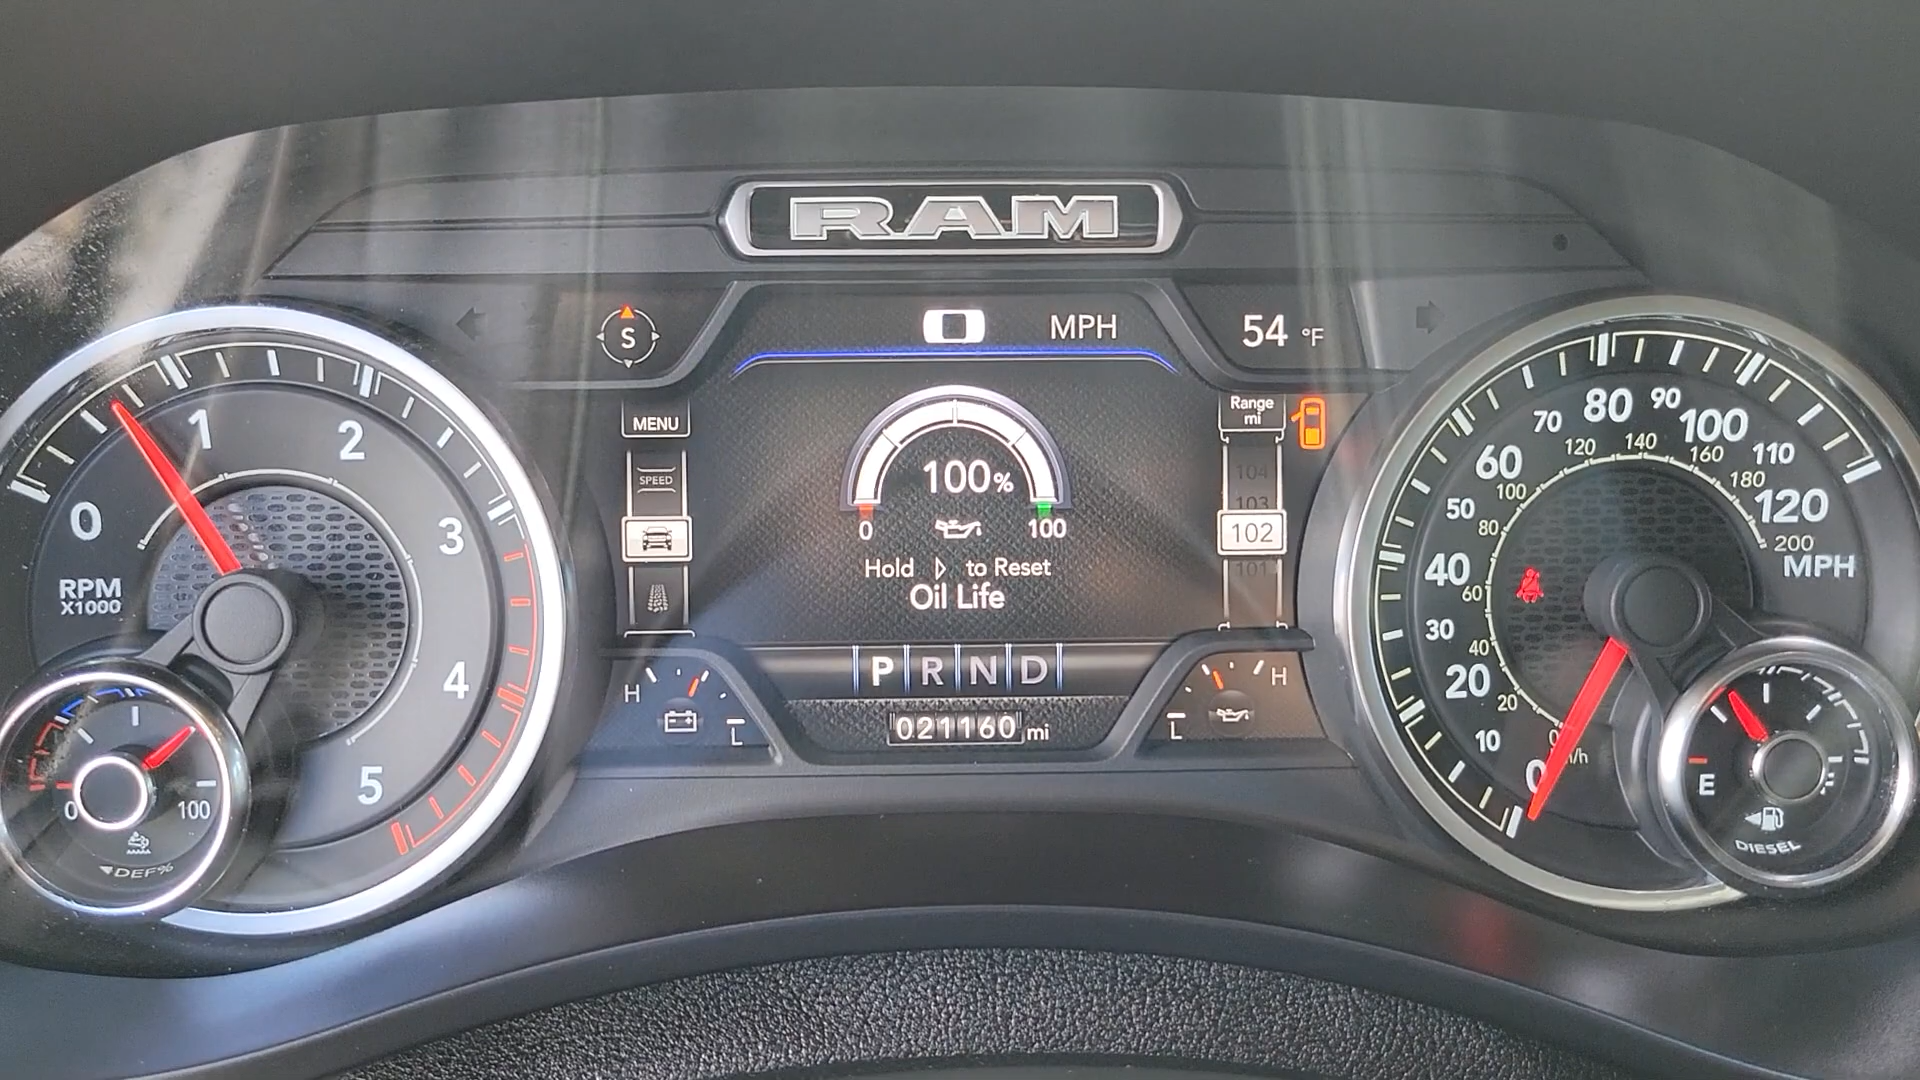 RAM
S
0 MPH
54 °F
MENU
SPEED
Range
mi
104
103
102
101
100%
0
100
Hold ▷ to Reset
Oil Life
PRND
021160 mi
H
L
L
H
0
1
2
3
4
5
RPM
X1000
0
100
DEF%
0
10
20
30
40
50
60
70
80
90
100
110
120
MPH
20
40
60
80
100
120
140
160
180
200
E
DIESEL